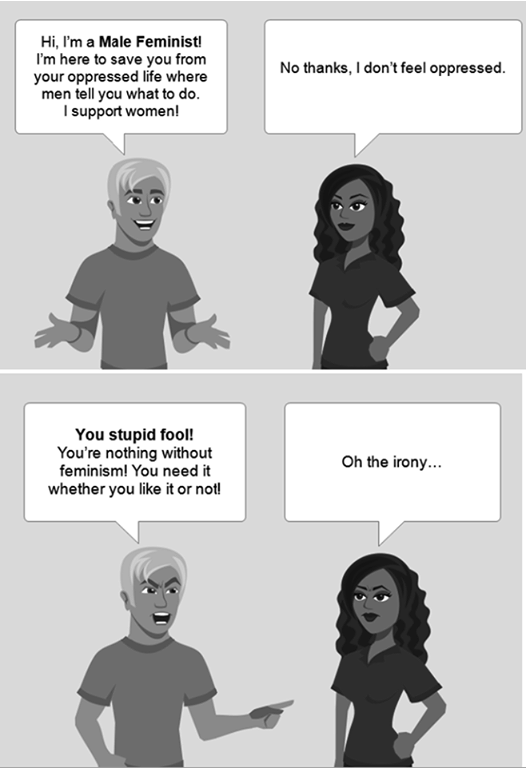 Hi, I'm a Male Feminist!
I'm here to save you from
your oppressed life where
men tell you what to do.
I support women!
No thanks, I don't feel oppressed.
You stupid fool!
You're nothing without
feminism! You need it
whether you like it or not!
Oh the irony...